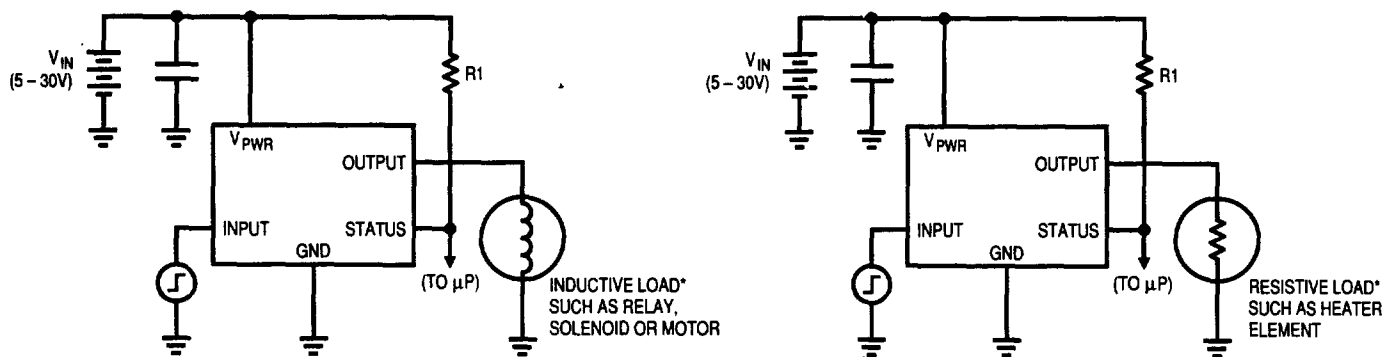 V_IN
(5 – 30V)
R1
V_PWR
OUTPUT
INPUT
STATUS
GND
(TO µP)
INDUCTIVE LOAD*
SUCH AS RELAY,
SOLENOID OR MOTOR
V_IN
(5 – 30V)
R1
V_PWR
OUTPUT
INPUT
STATUS
GND
(TO µP)
RESISTIVE LOAD*
SUCH AS HEATER
ELEMENT